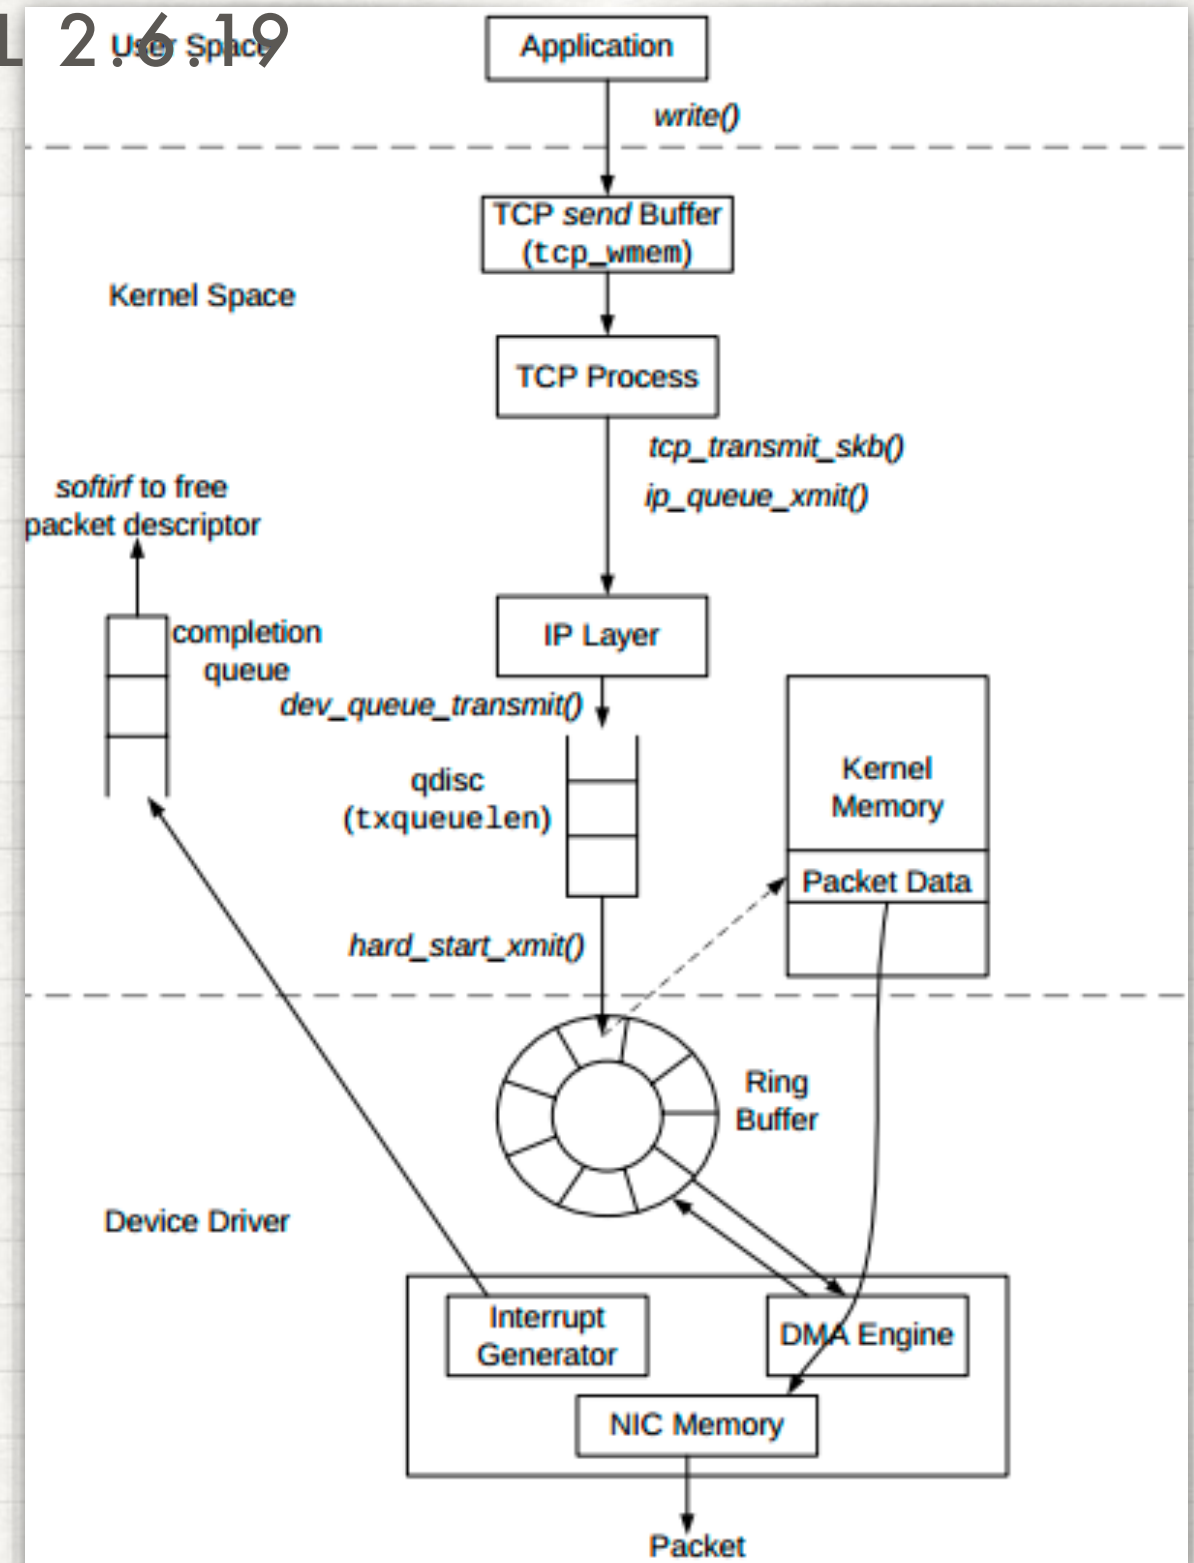 L 2.6.19
User Space
Application
write()
TCP send Buffer
(tcp_wmem)
Kernel Space
TCP Process
tcp_transmit_skb()
ip_queue_xmit()
softirf to free
packet descriptor
IP Layer
completion
queue
dev_queue_transmit()
qdisc
(txqueuelen)
Kernel
Memory
Packet Data
hard_start_xmit()
Ring
Buffer
Device Driver
Interrupt
Generator
DMA Engine
NIC Memory
Packet